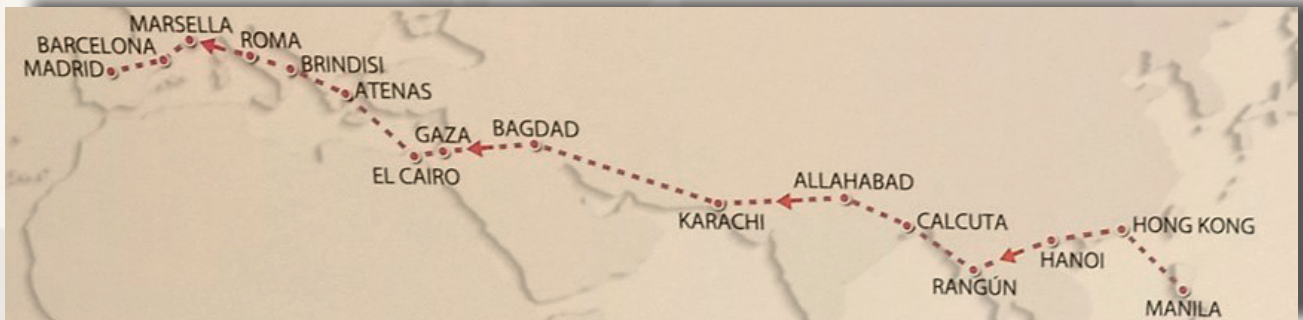 MARSELLA
BARCELONA
ROMA
MADRID
BRINDISI
ATENAS
GAZA
BAGDAD
EL CAIRO
ALLAHABAD
KARACHI
CALCUTA
HONG KONG
HANOI
RANGÚN
MANILA